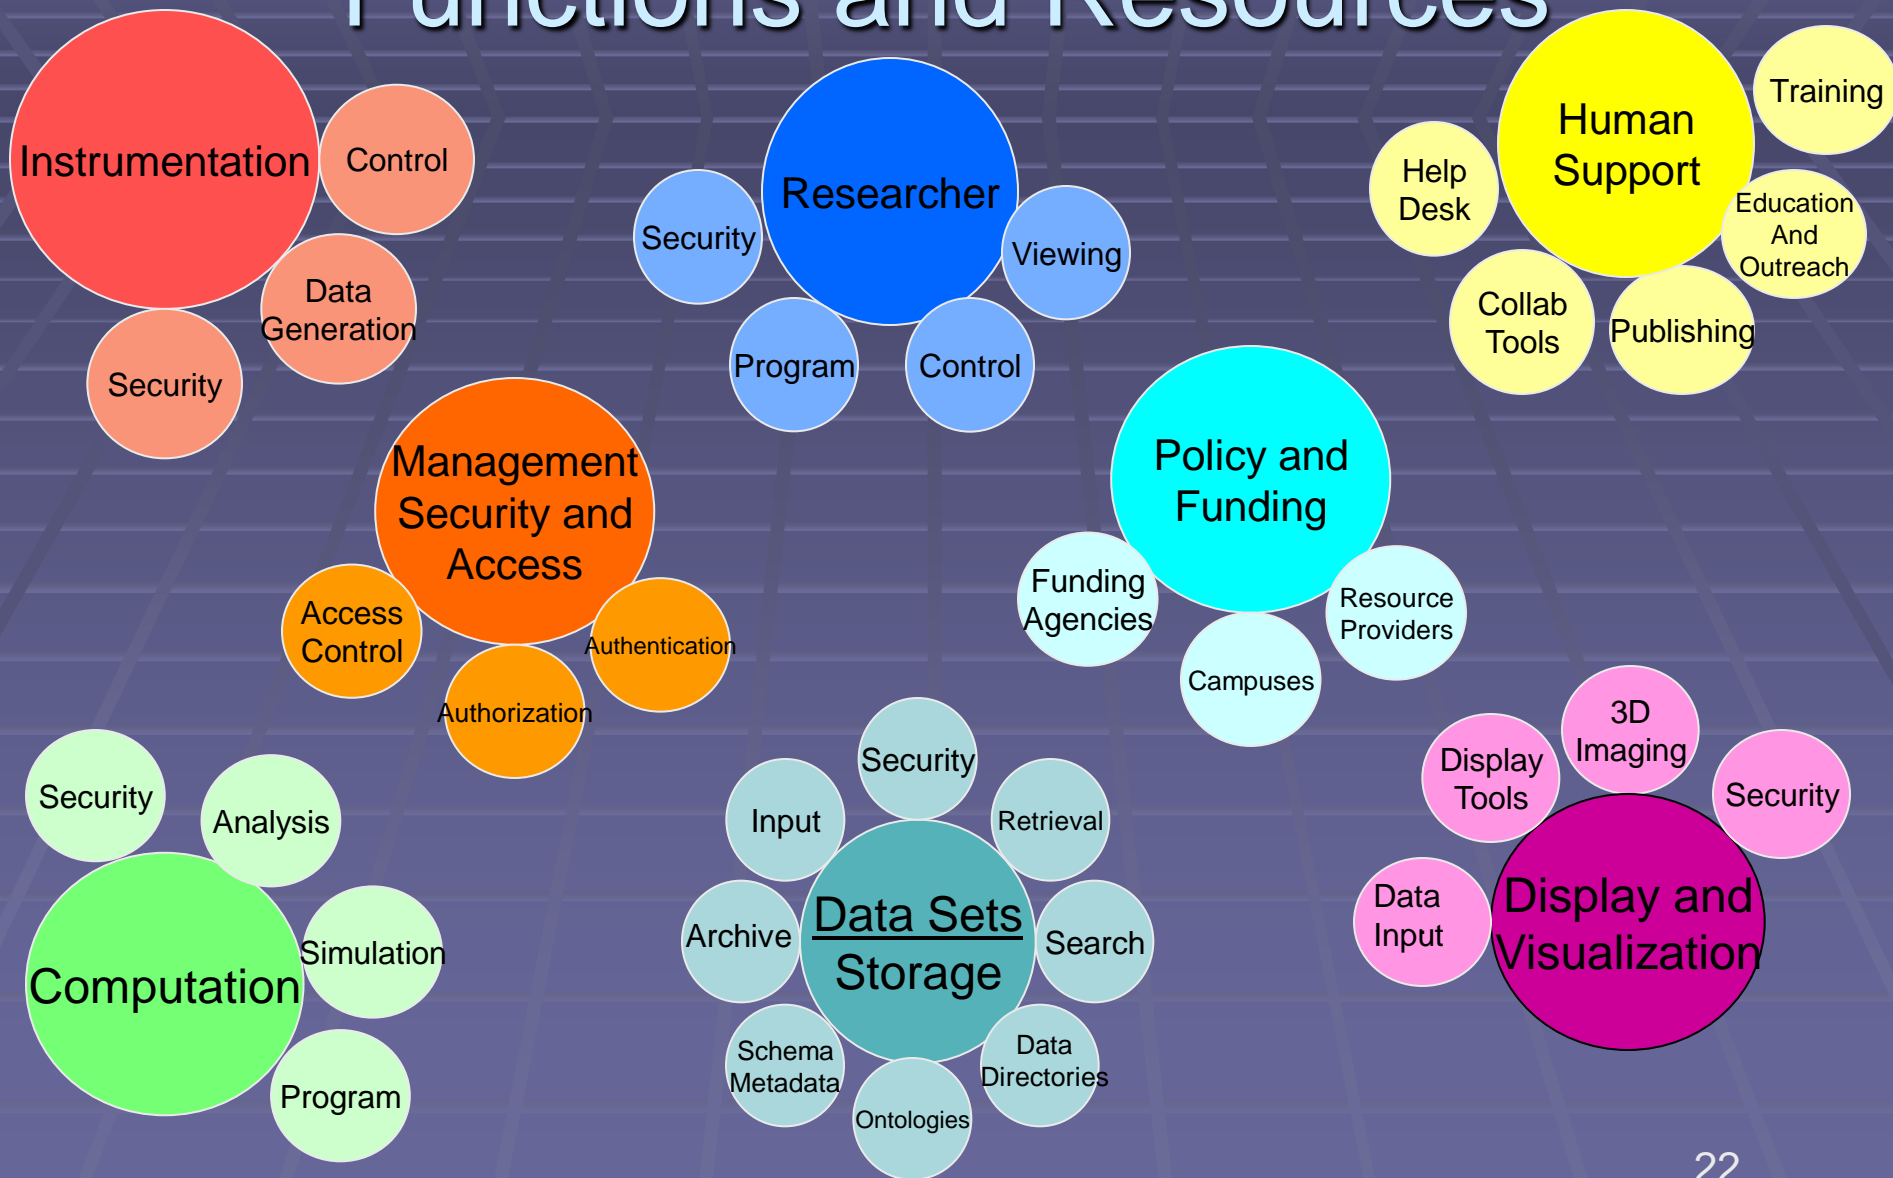 Functions and Resources
Instrumentation
Control
Data
Generation
Security
Researcher
Security
Viewing
Program
Control
Human
Support
Training
Help
Desk
Education
And
Outreach
Collab
Tools
Publishing
Management
Security and
Access
Access
Control
Authentication
Authorization
Policy and
Funding
Funding
Agencies
Resource
Providers
Campuses
Security
Analysis
Computation
Simulation
Program
Security
Input
Retrieval
Archive
Data Sets
Storage
Search
Schema
Metadata
Data
Directories
Ontologies
3D
Imaging
Display
Tools
Security
Data
Input
Display and
Visualization
22